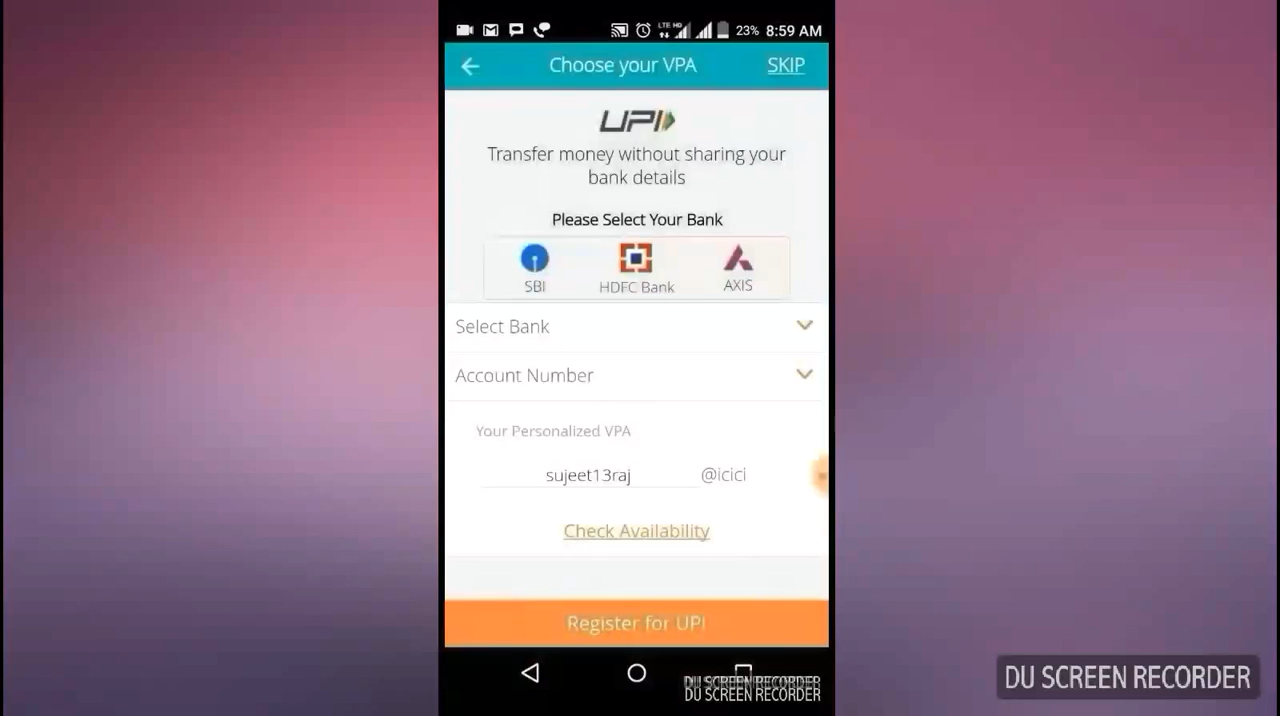 23% 8:59 AM
Choose your VPA SKIP
UPI
Transfer money without sharing your
bank details
Please Select Your Bank
SBI HDFC Bank AXIS
Select Bank
Account Number
Your Personalized VPA
sujeet13raj @icici
Check Availability
Register for UPI
DU SCREEN RECORDER
DU SCREEN RECORDER
DU SCREEN RECORDER